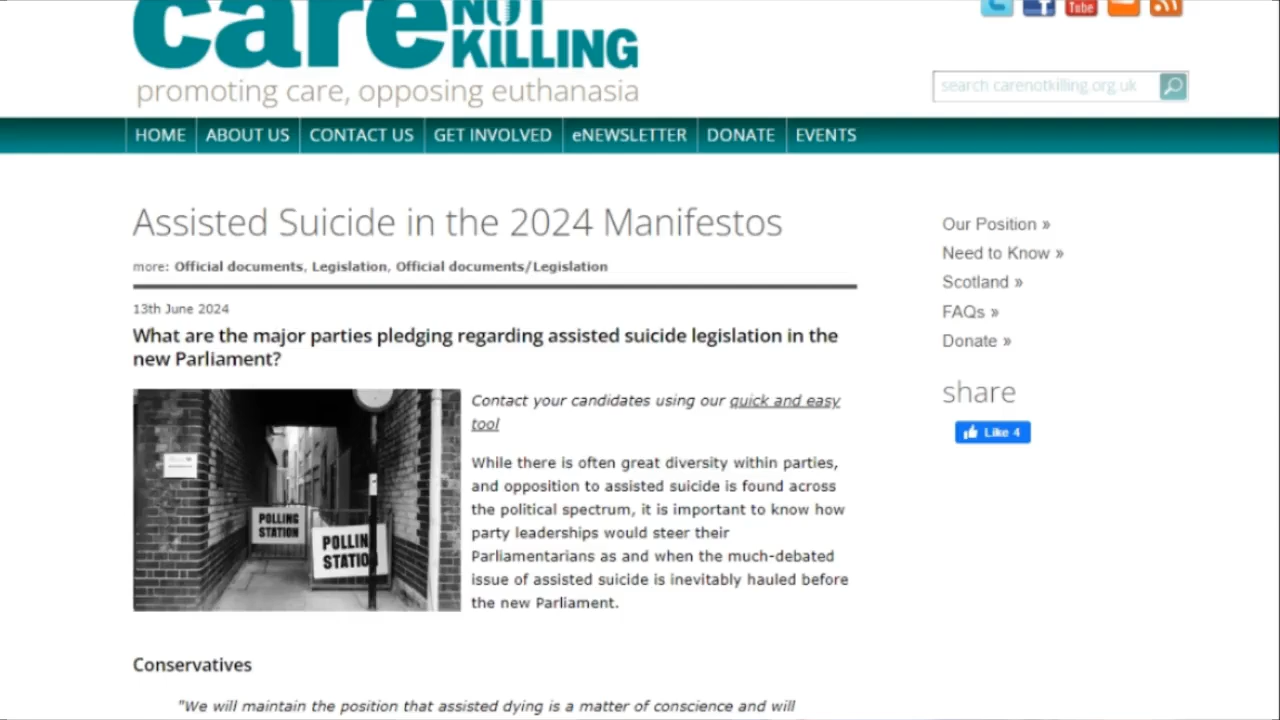 care NOT
KILLING
promoting care, opposing euthanasia
search carenotkilling.org.uk
HOME ABOUT US CONTACT US GET INVOLVED eNEWSLETTER DONATE EVENTS
Assisted Suicide in the 2024 Manifestos
more: Official documents, Legislation, Official documents/Legislation
13th June 2024
What are the major parties pledging regarding assisted suicide legislation in the
new Parliament?
POLLING
STATION
POLLIN
STATIO
Contact your candidates using our quick and easy
tool
While there is often great diversity within parties,
and opposition to assisted suicide is found across
the political spectrum, it is important to know how
party leaderships would steer their
Parliamentarians as and when the much-debated
issue of assisted suicide is inevitably hauled before
the new Parliament.
Conservatives
"We will maintain the position that assisted dying is a matter of conscience and will
Our Position »
Need to Know »
Scotland »
FAQs »
Donate »
share
Like 4
Tube